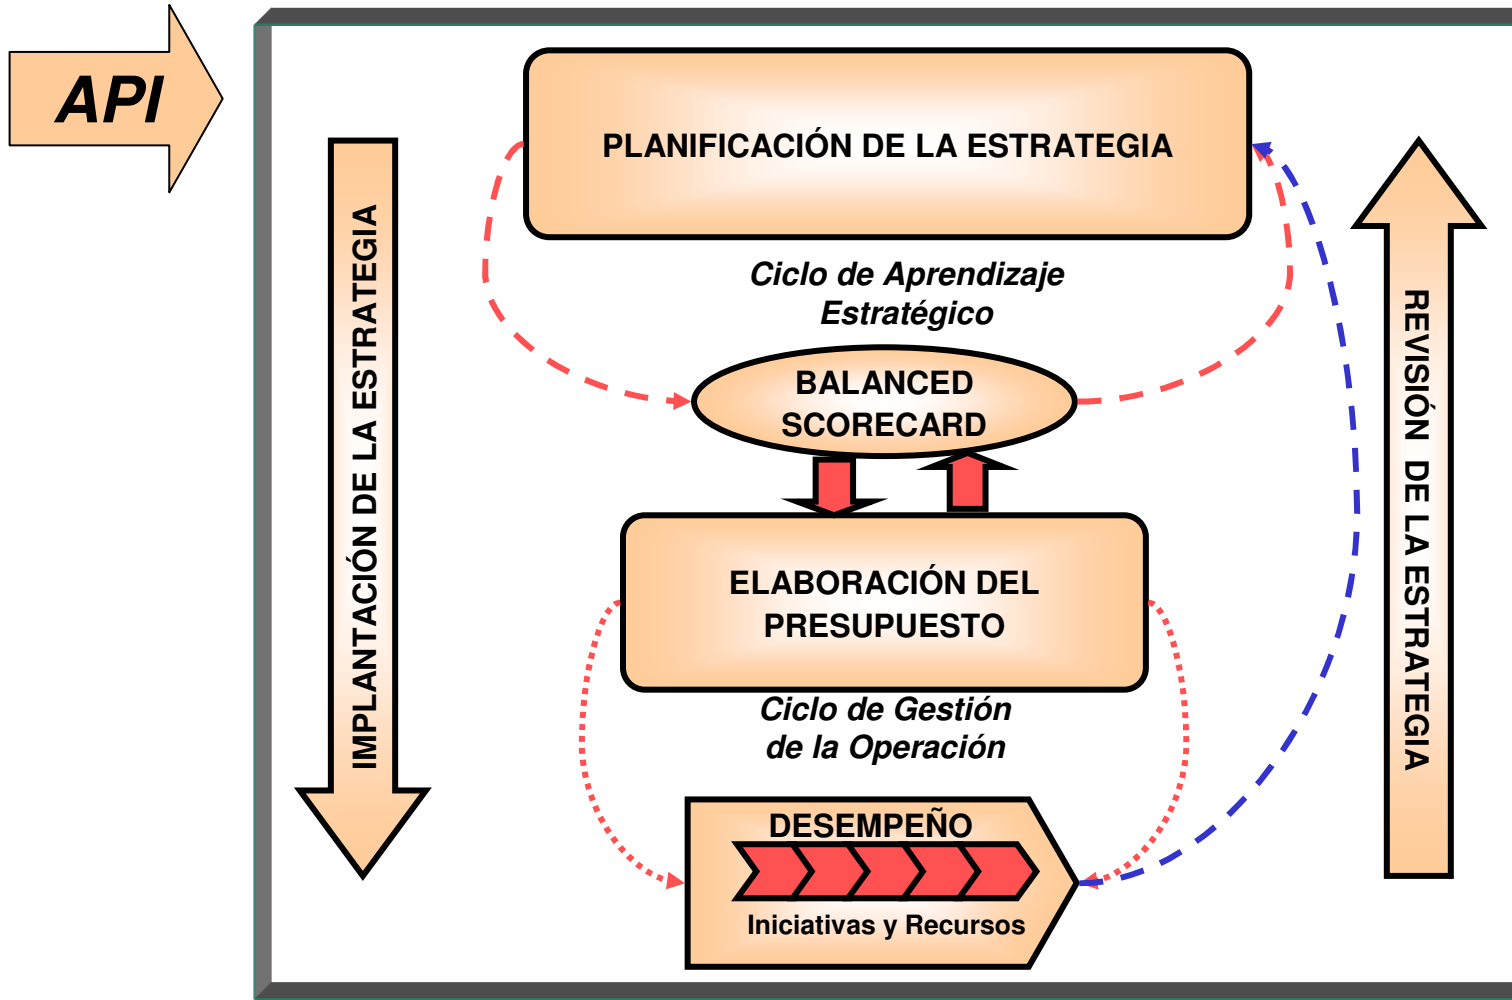 API
PLANIFICACIÓN DE LA ESTRATEGIA
IMPLANTACIÓN DE LA ESTRATEGIA
Ciclo de Aprendizaje
Estratégico
BALANCED
SCORECARD
REVISIÓN DE LA ESTRATEGIA
ELABORACIÓN DEL
PRESUPUESTO
Ciclo de Gestión
de la Operación
DESEMPEÑO
Iniciativas y Recursos